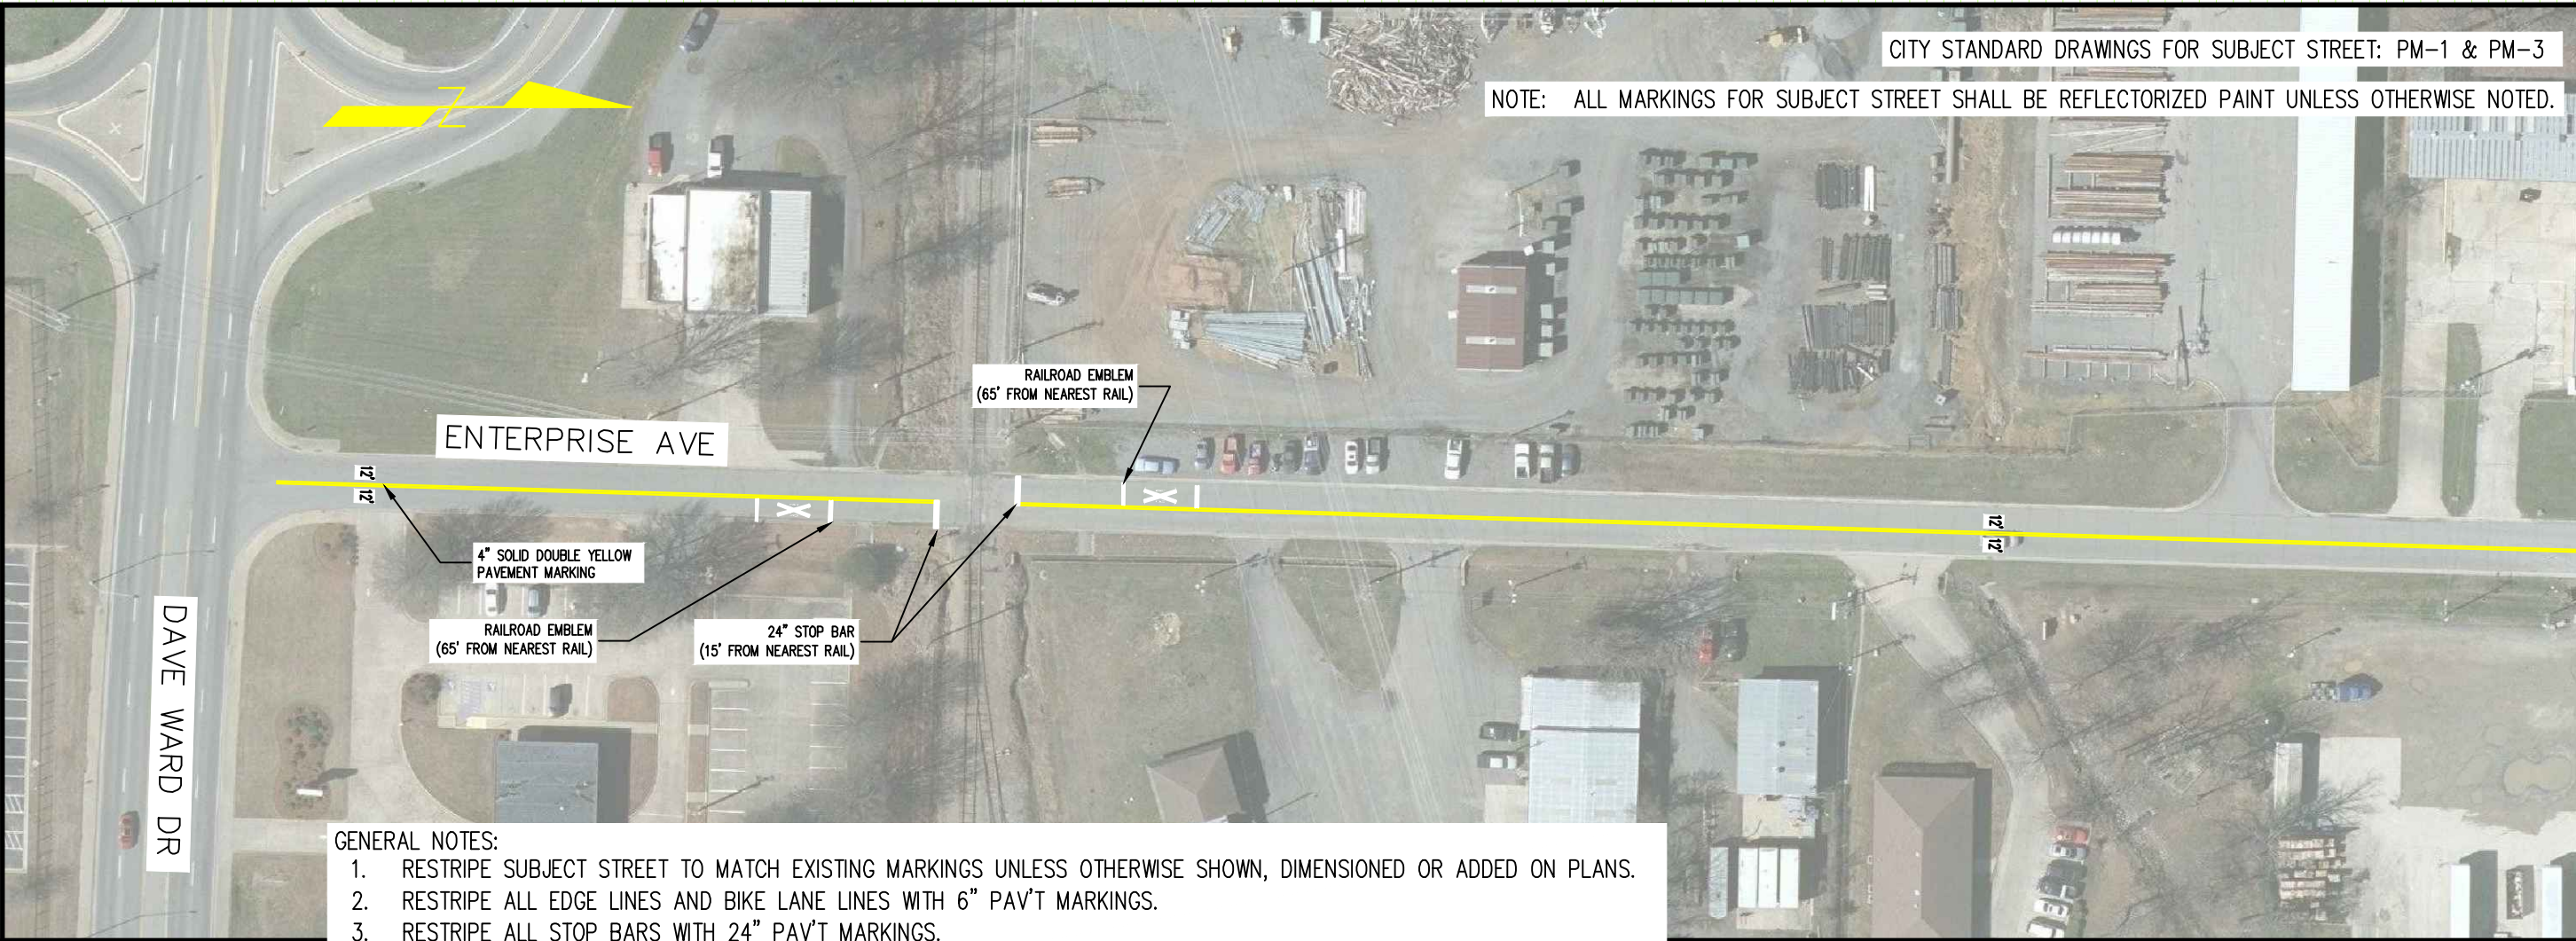 CITY STANDARD DRAWINGS FOR SUBJECT STREET: PM-1 & PM-3
NOTE: ALL MARKINGS FOR SUBJECT STREET SHALL BE REFLECTORIZED PAINT UNLESS OTHERWISE NOTED.
Z
RAILROAD EMBLEM
(65' FROM NEAREST RAIL)
ENTERPRISE AVE
12'
12'
12'
12'
4" SOLID DOUBLE YELLOW
PAVEMENT MARKING
RAILROAD EMBLEM
(65' FROM NEAREST RAIL)
24" STOP BAR
(15' FROM NEAREST RAIL)
DAVE WARD DR
GENERAL NOTES:
1. RESTRIPE SUBJECT STREET TO MATCH EXISTING MARKINGS UNLESS OTHERWISE SHOWN, DIMENSIONED OR ADDED ON PLANS.
2. RESTRIPE ALL EDGE LINES AND BIKE LANE LINES WITH 6" PAV'T MARKINGS.
3. RESTRIPE ALL STOP BARS WITH 24" PAV'T MARKINGS.